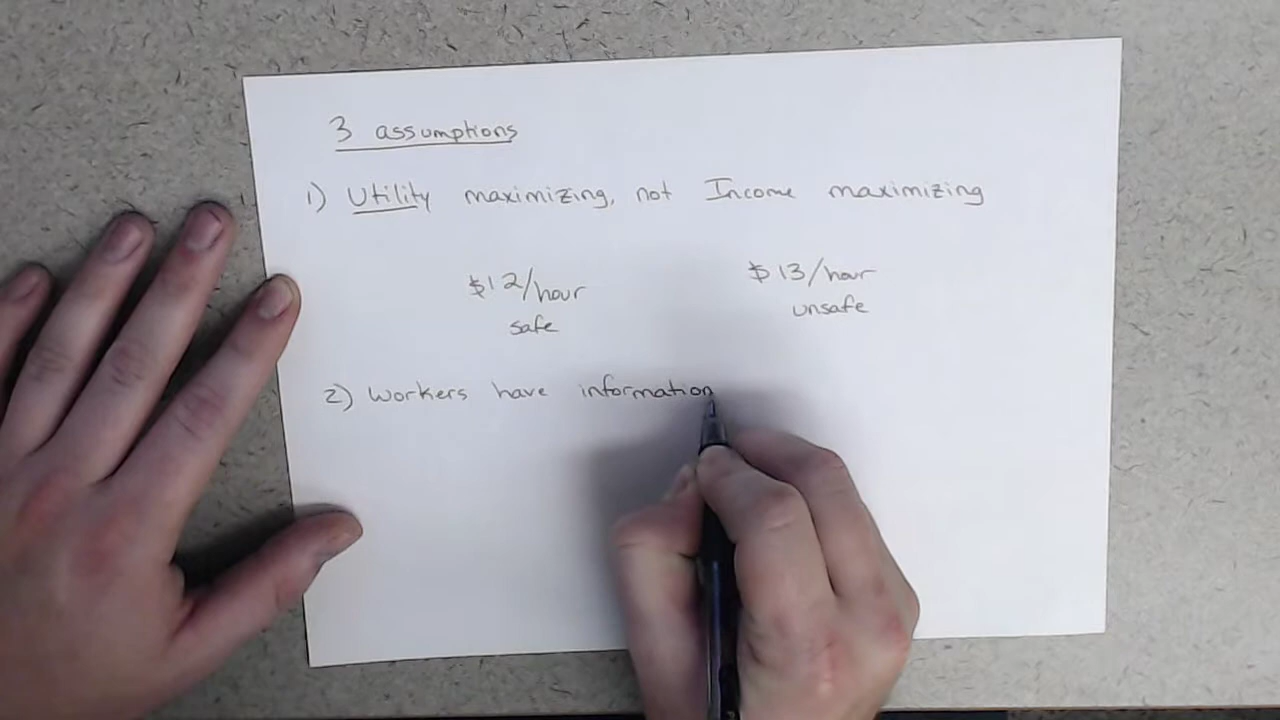 3 assumptions
1) Utility maximizing, not Income maximizing
$12/hour $13/hour
safe unsafe
2) Workers have information